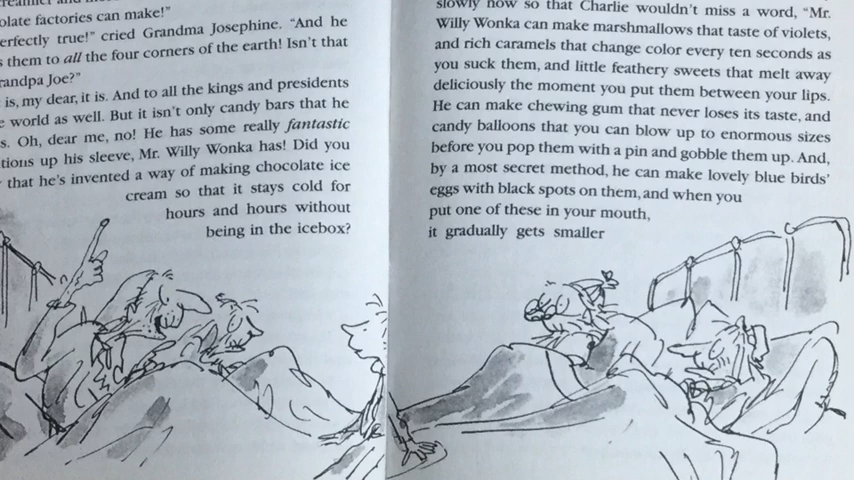 olate factories can make!"
erfectly true!" cried Grandma Josephine. "And he
s them to all the four corners of the earth! Isn't that
randpa Joe?"
is, my dear, it is. And to all the kings and presidents
e world as well. But it isn't only candy bars that he
s. Oh, dear me, no! He has some really fantastic
tions up his sleeve, Mr. Willy Wonka has! Did you
that he's invented a way of making chocolate ice
cream so that it stays cold for
hours and hours without
being in the icebox?
slowly now so that Charlie wouldn't miss a word, "Mr.
Willy Wonka can make marshmallows that taste of violets,
and rich caramels that change color every ten seconds as
you suck them, and little feathery sweets that melt away
deliciously the moment you put them between your lips.
He can make chewing gum that never loses its taste, and
candy balloons that you can blow up to enormous sizes
before you pop them with a pin and gobble them up. And,
by a most secret method, he can make lovely blue birds'
eggs with black spots on them, and when you
put one of these in your mouth,
it gradually gets smaller